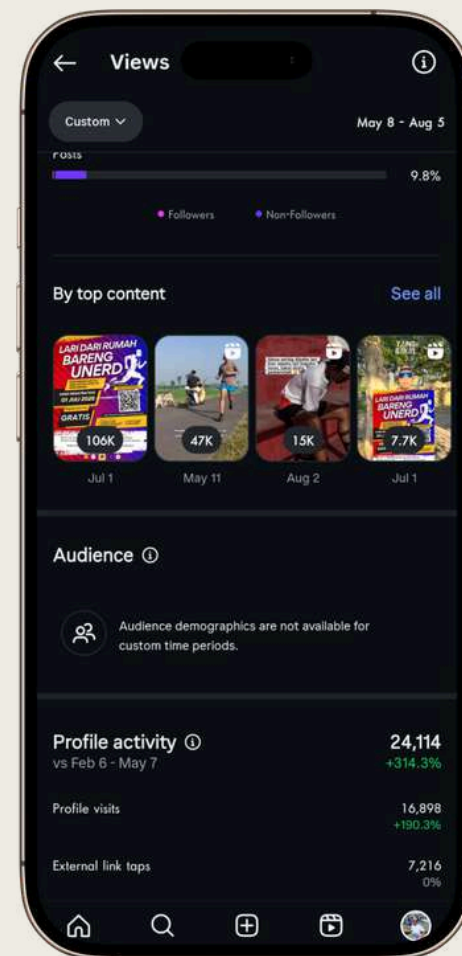 Views
Custom
May 8 - Aug 5
Posts
9.8%
Followers
Non-Followers
By top content
See all
LARI DARI RUMAH
BARENG
UNERD
GRATIS
106K
47K
15K
LARI DARI RUMAH
BARENG
UNERD
7.7K
Jul 1
May 11
Aug 2
Jul 1
Audience
Audience demographics are not available for
custom time periods.
Profile activity
24,114
vs Feb 6 - May 7
+314.3%
Profile visits
16,898
+190.3%
External link taps
7,216
0%